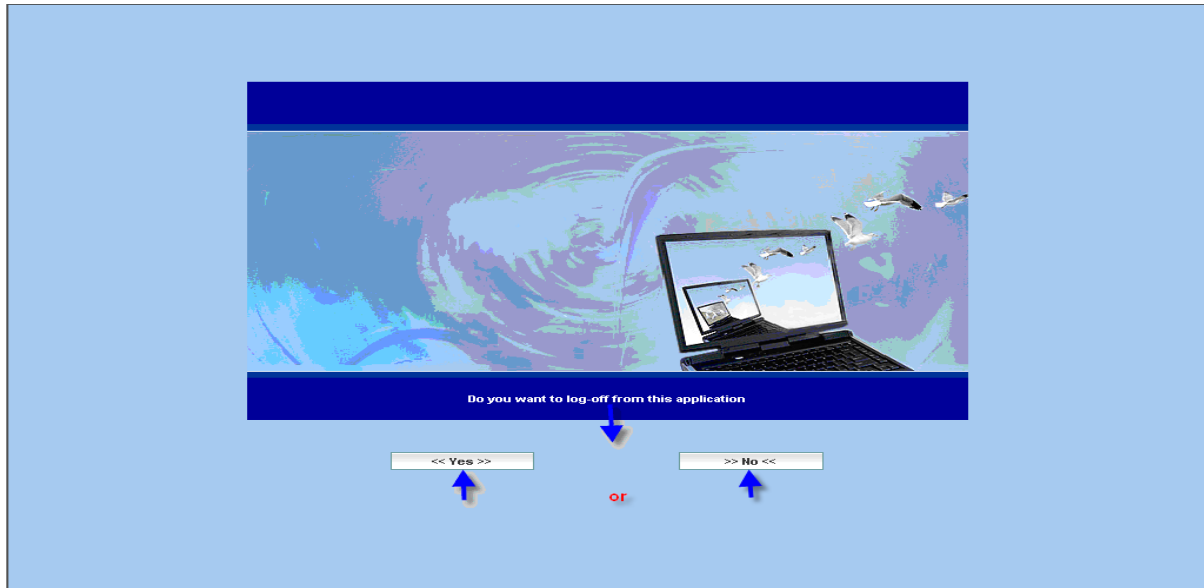 Do you want to log-off from this application
<< Yes >>
>> No <<
or